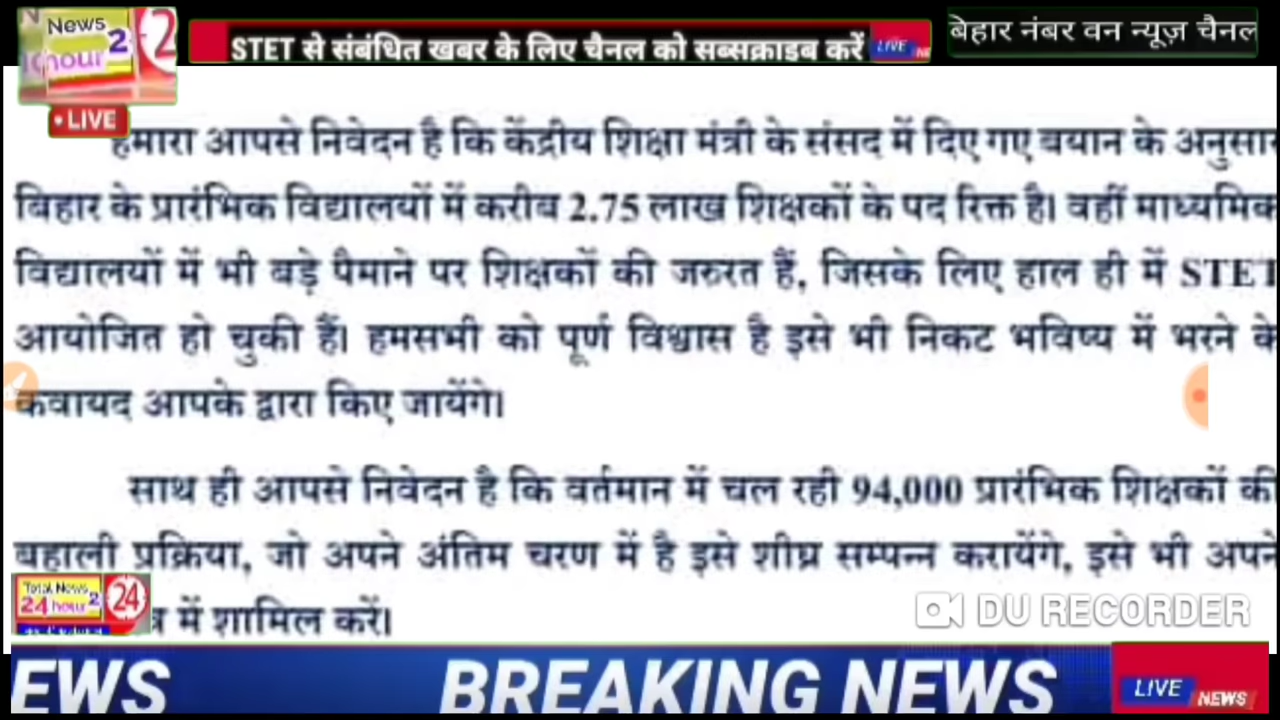 News 2
hour
24
• LIVE
STET से संबंधित खबर के लिए चैनल को सब्सक्राइब करें LIVE
बिहार नंबर वन न्यूज़ चैनल
हमारा आपसे निवेदन है कि केंद्रीय शिक्षा मंत्री के संसद में दिए गए बयान के अनुसार
बिहार के प्रारंभिक विद्यालयों में करीब 2.75 लाख शिक्षकों के पद रिक्त है। वहीं माध्यमिक
विद्यालयों में भी बड़े पैमाने पर शिक्षकों की जरुरत हैं, जिसके लिए हाल ही में STET
आयोजित हो चुकी हैं। हमसभी को पूर्ण विश्वास है इसे भी निकट भविष्य में भरने के
कवायद आपके द्वारा किए जायेंगे।
साथ ही आपसे निवेदन है कि वर्तमान में चल रही 94,000 प्रारंभिक शिक्षकों की
बहाली प्रक्रिया, जो अपने अंतिम चरण में है इसे शीघ्र सम्पन्न करायेंगे, इसे भी अपने
में शामिल करें।
Total News 2
24 hour
24
DU RECORDER
EWS BREAKING NEWS LIVE NEWS